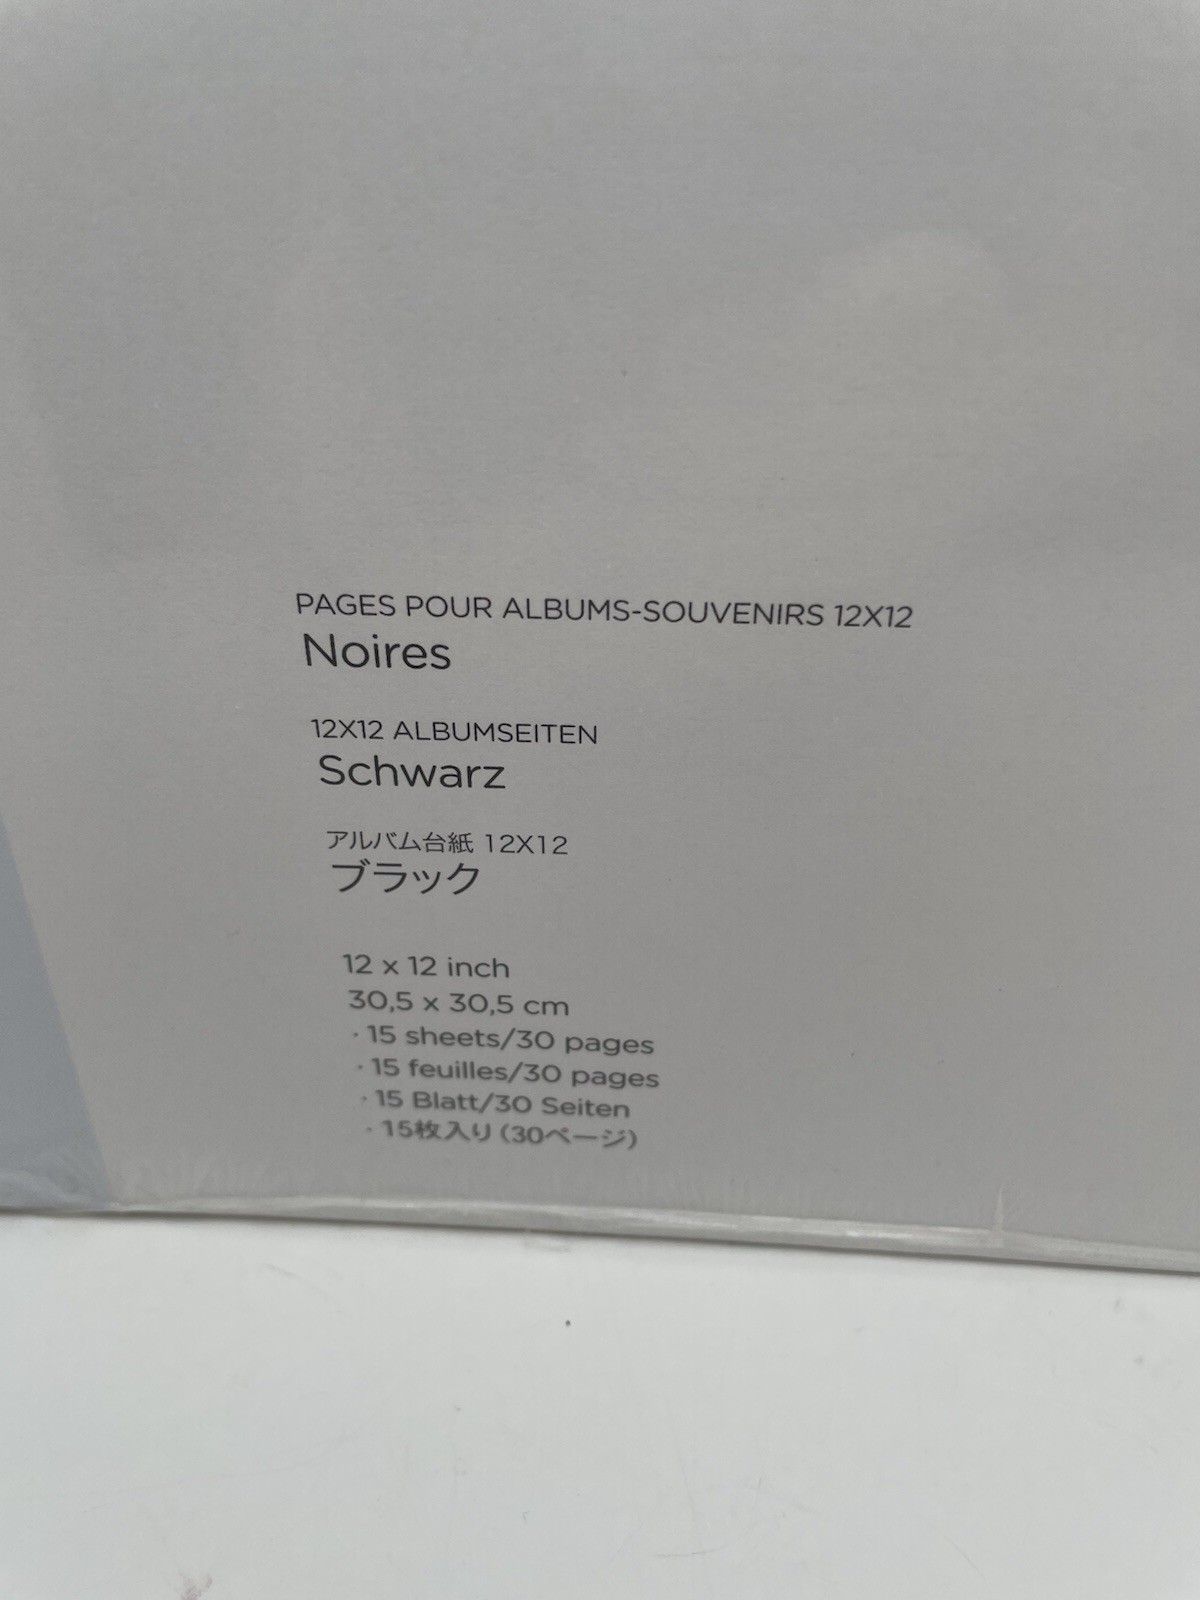 PAGES POUR ALBUMS-SOUVENIRS 12X12
Noires
12X12 ALBUMSEITEN
Schwarz
アルバム台紙 12X12
ブラック
12 x 12 inch
30,5 x 30,5 cm
· 15 sheets/30 pages
· 15 feuilles/30 pages
· 15 Blatt/30 Seiten
· 15枚入り(30ページ)